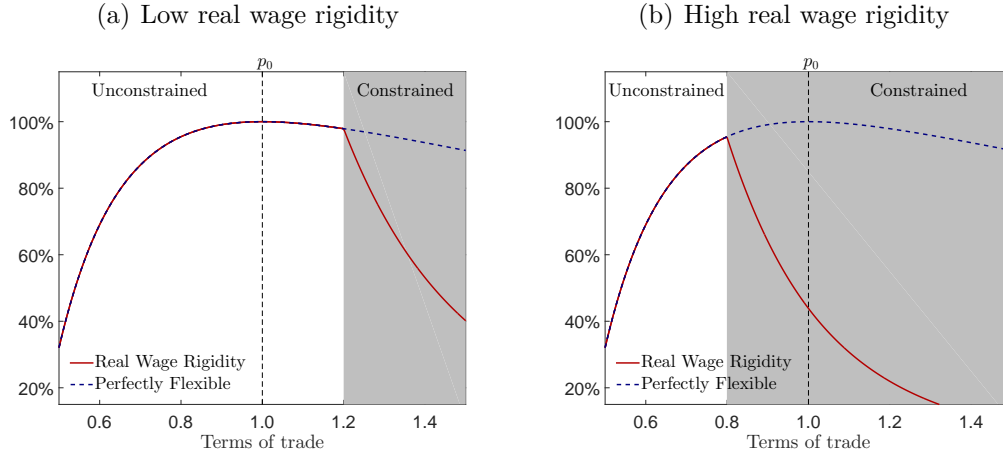 (a) Low real wage rigidity
p0
Unconstrained
Constrained
100%
80%
60%
40%
20%
Real Wage Rigidity
Perfectly Flexible
0.6 0.8 1.0 1.2 1.4
Terms of trade
(b) High real wage rigidity
p0
Unconstrained
Constrained
100%
80%
60%
40%
20%
Real Wage Rigidity
Perfectly Flexible
0.6 0.8 1.0 1.2 1.4
Terms of trade